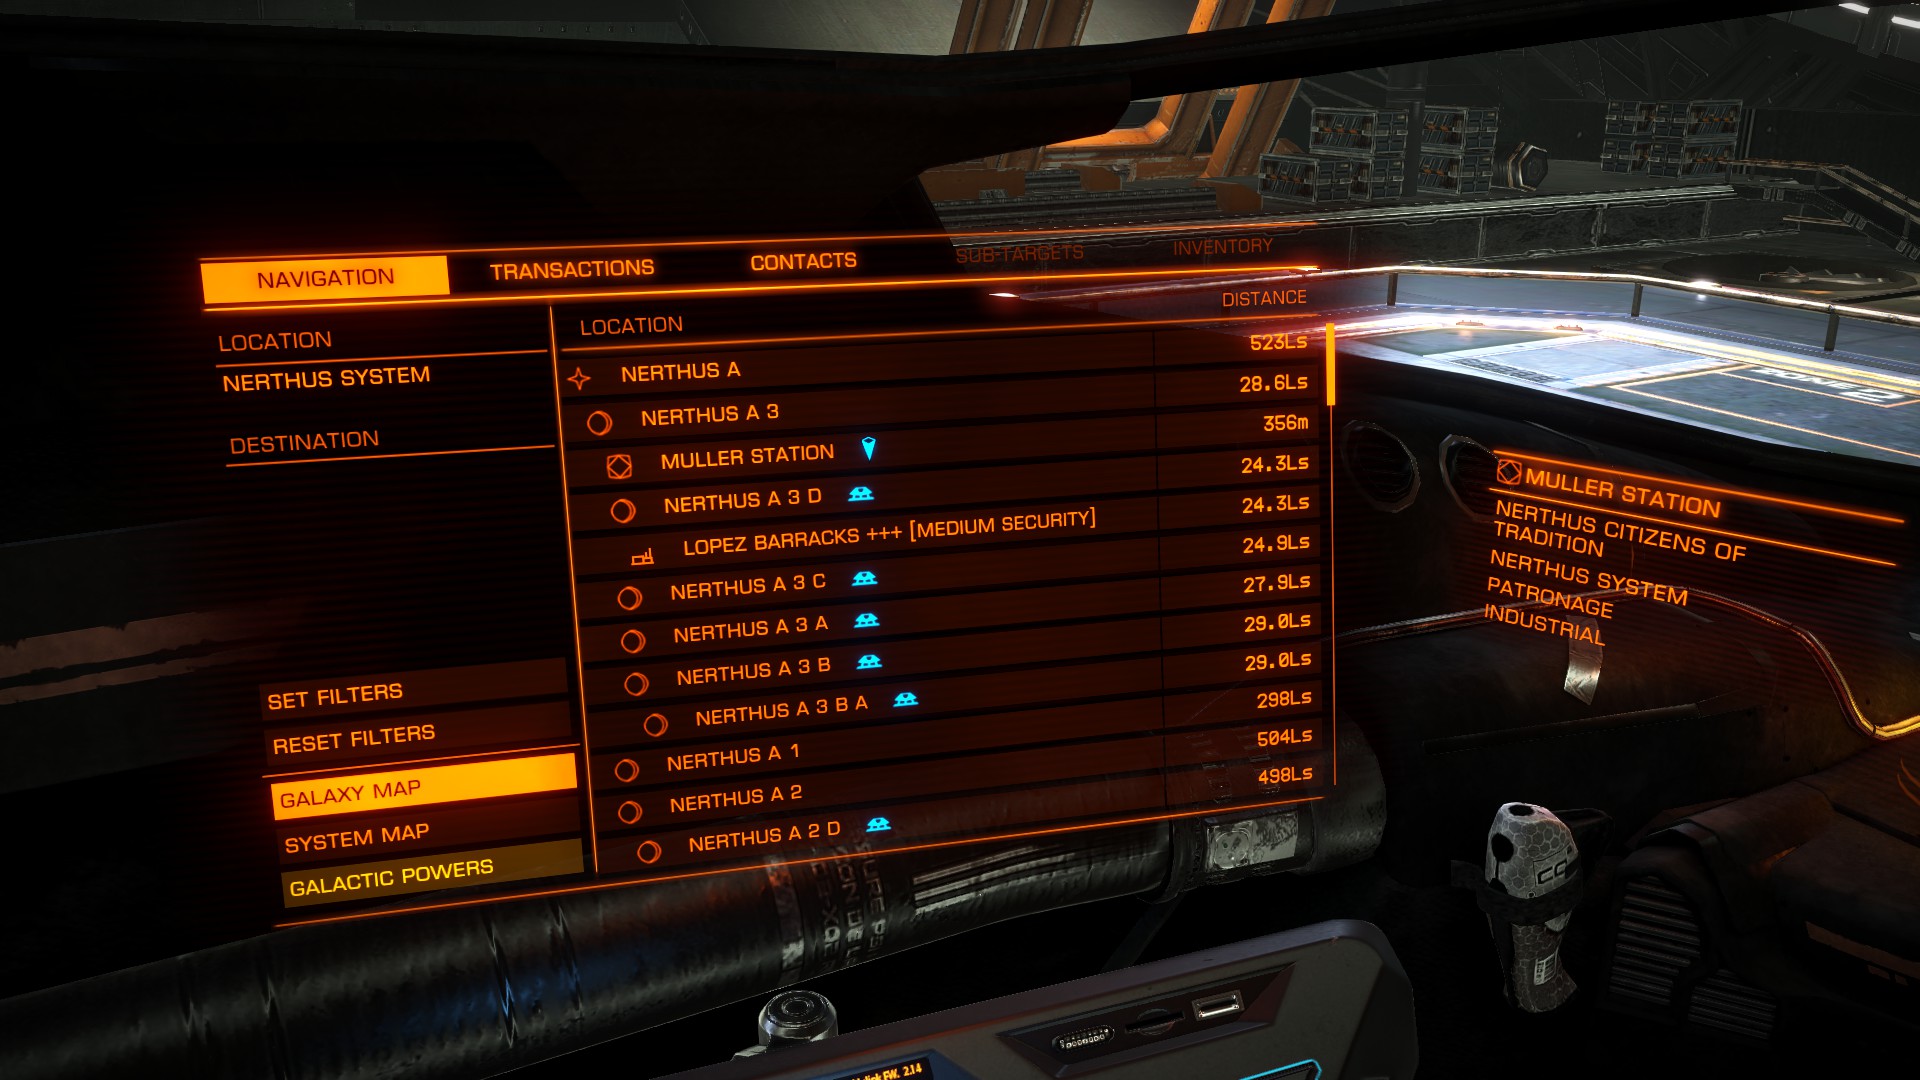 NAVIGATION
TRANSACTIONS
CONTACTS
SUB-TARGETS
INVENTORY
LOCATION
NERTHUS SYSTEM
DESTINATION
SET FILTERS
RESET FILTERS
GALAXY MAP
SYSTEM MAP
GALACTIC POWERS
LOCATION DISTANCE
NERTHUS A 523Ls
NERTHUS A 3 28.6Ls
MULLER STATION 356m
NERTHUS A 3 D 24.3Ls
LOPEZ BARRACKS +++ [MEDIUM SECURITY] 24.3Ls
NERTHUS A 3 C 24.9Ls
NERTHUS A 3 A 27.9Ls
NERTHUS A 3 B 29.0Ls
NERTHUS A 3 B A 29.0Ls
NERTHUS A 1 298Ls
NERTHUS A 2 504Ls
NERTHUS A 2 D 498Ls
MULLER STATION
NERTHUS CITIZENS OF
TRADITION
NERTHUS SYSTEM
PATRONAGE
INDUSTRIAL
FW. 2.14